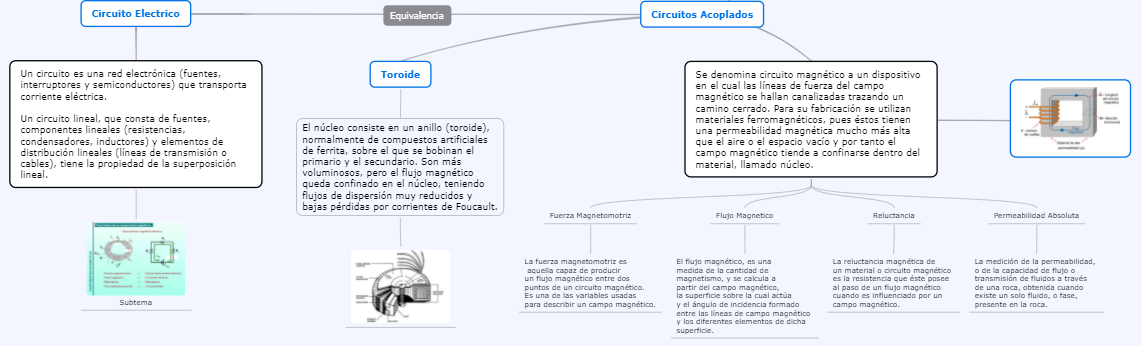 Circuito Electrico
Equivalencia
Circuitos Acoplados
Un circuito es una red electrónica (fuentes,
interruptores y semiconductores) que transporta
corriente eléctrica.
Un circuito lineal, que consta de fuentes,
componentes lineales (resistencias,
condensadores, inductores) y elementos de
distribución lineales (líneas de transmisión o
cables), tiene la propiedad de la superposición
lineal.
Subtema
Toroide
El núcleo consiste en un anillo (toroide),
normalmente de compuestos artificiales
de ferrita, sobre el que se bobinan el
primario y el secundario. Son más
voluminosos, pero el flujo magnético
queda confinado en el núcleo, teniendo
flujos de dispersión muy reducidos y
bajas pérdidas por corrientes de Foucault.
Se denomina circuito magnético a un dispositivo
en el cual las líneas de fuerza del campo
magnético se hallan canalizadas trazando un
camino cerrado. Para su fabricación se utilizan
materiales ferromagnéticos, pues éstos tienen
una permeabilidad magnética mucho más alta
que el aire o el espacio vacío y por tanto el
campo magnético tiende a confinarse dentro del
material, llamado núcleo.
Fuerza Magnetomotriz
La fuerza magnetomotriz es
aquella capaz de producir
un flujo magnético entre dos
puntos de un circuito magnético.
Es una de las variables usadas
para describir un campo magnético.
Flujo Magnetico
El flujo magnético, es una
medida de la cantidad de
magnetismo, y se calcula a
partir del campo magnético,
la superficie sobre la cual actúa
y el ángulo de incidencia formado
entre las líneas de campo magnético
y los diferentes elementos de dicha
superficie.
Reluctancia
La reluctancia magnética de
un material o circuito magnético
es la resistencia que éste posee
al paso de un flujo magnético
cuando es influenciado por un
campo magnético.
Permeabilidad Absoluta
La medición de la permeabilidad,
o de la capacidad de flujo o
transmisión de fluidos a través
de una roca, obtenida cuando
existe un solo fluido, o fase,
presente en la roca.